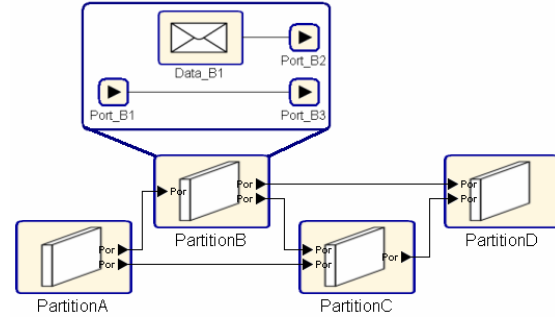 Data_B1
Port_B2
Port_B1
Port_B3
Por
Por
Por
PartitionB
Por
Por
PartitionD
Por
Por
PartitionA
Por
Por
Por
PartitionC